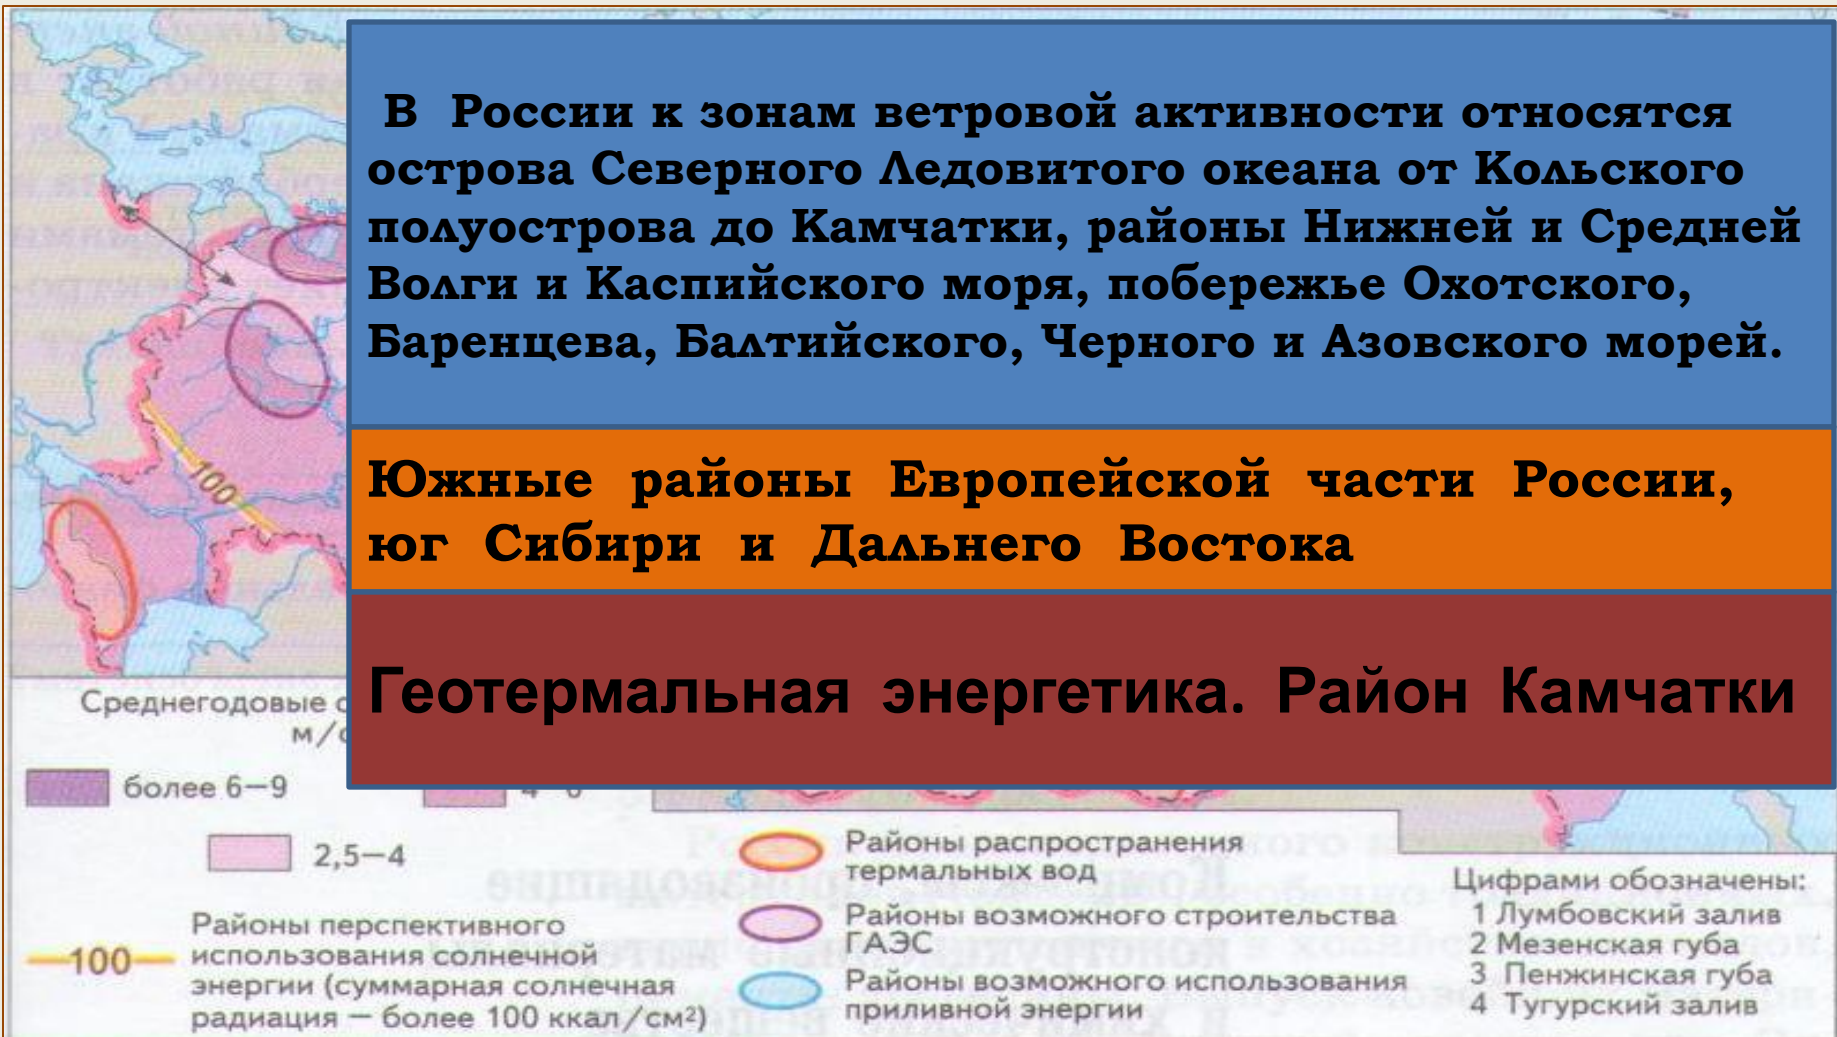 В России к зонам ветровой активности относятся
острова Северного Ледовитого океана от Кольского
полуострова до Камчатки, районы Нижней и Средней
Волги и Каспийского моря, побережье Охотского,
Баренцева, Балтийского, Черного и Азовского морей.
Южные районы Европейской части России,
юг Сибири и Дальнего Востока
Геотермальная энергетика. Район Камчатки
100
Среднегодовые
м/с
более 6–9
2,5–4
100
Районы перспективного
использования солнечной
энергии (суммарная солнечная
радиация – более 100 ккал/см²)
Районы распространения
термальных вод
Районы возможного строительства
ГАЭС
Районы возможного использования
приливной энергии
Цифрами обозначены:
1 Лумбовский залив
2 Мезенская губа
3 Пенжинская губа
4 Тугурский залив